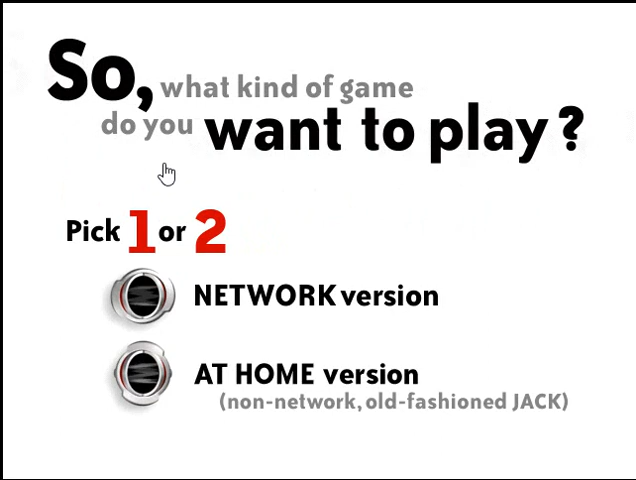 So, what kind of game
do you want to play?
Pick 1 or 2
NETWORK version
AT HOME version
(non-network, old-fashioned JACK)